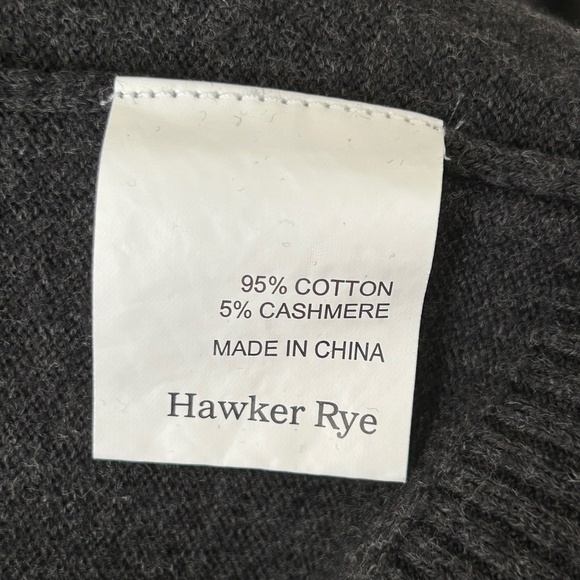 95% COTTON
5% CASHMERE
MADE IN CHINA
Hawker Rye